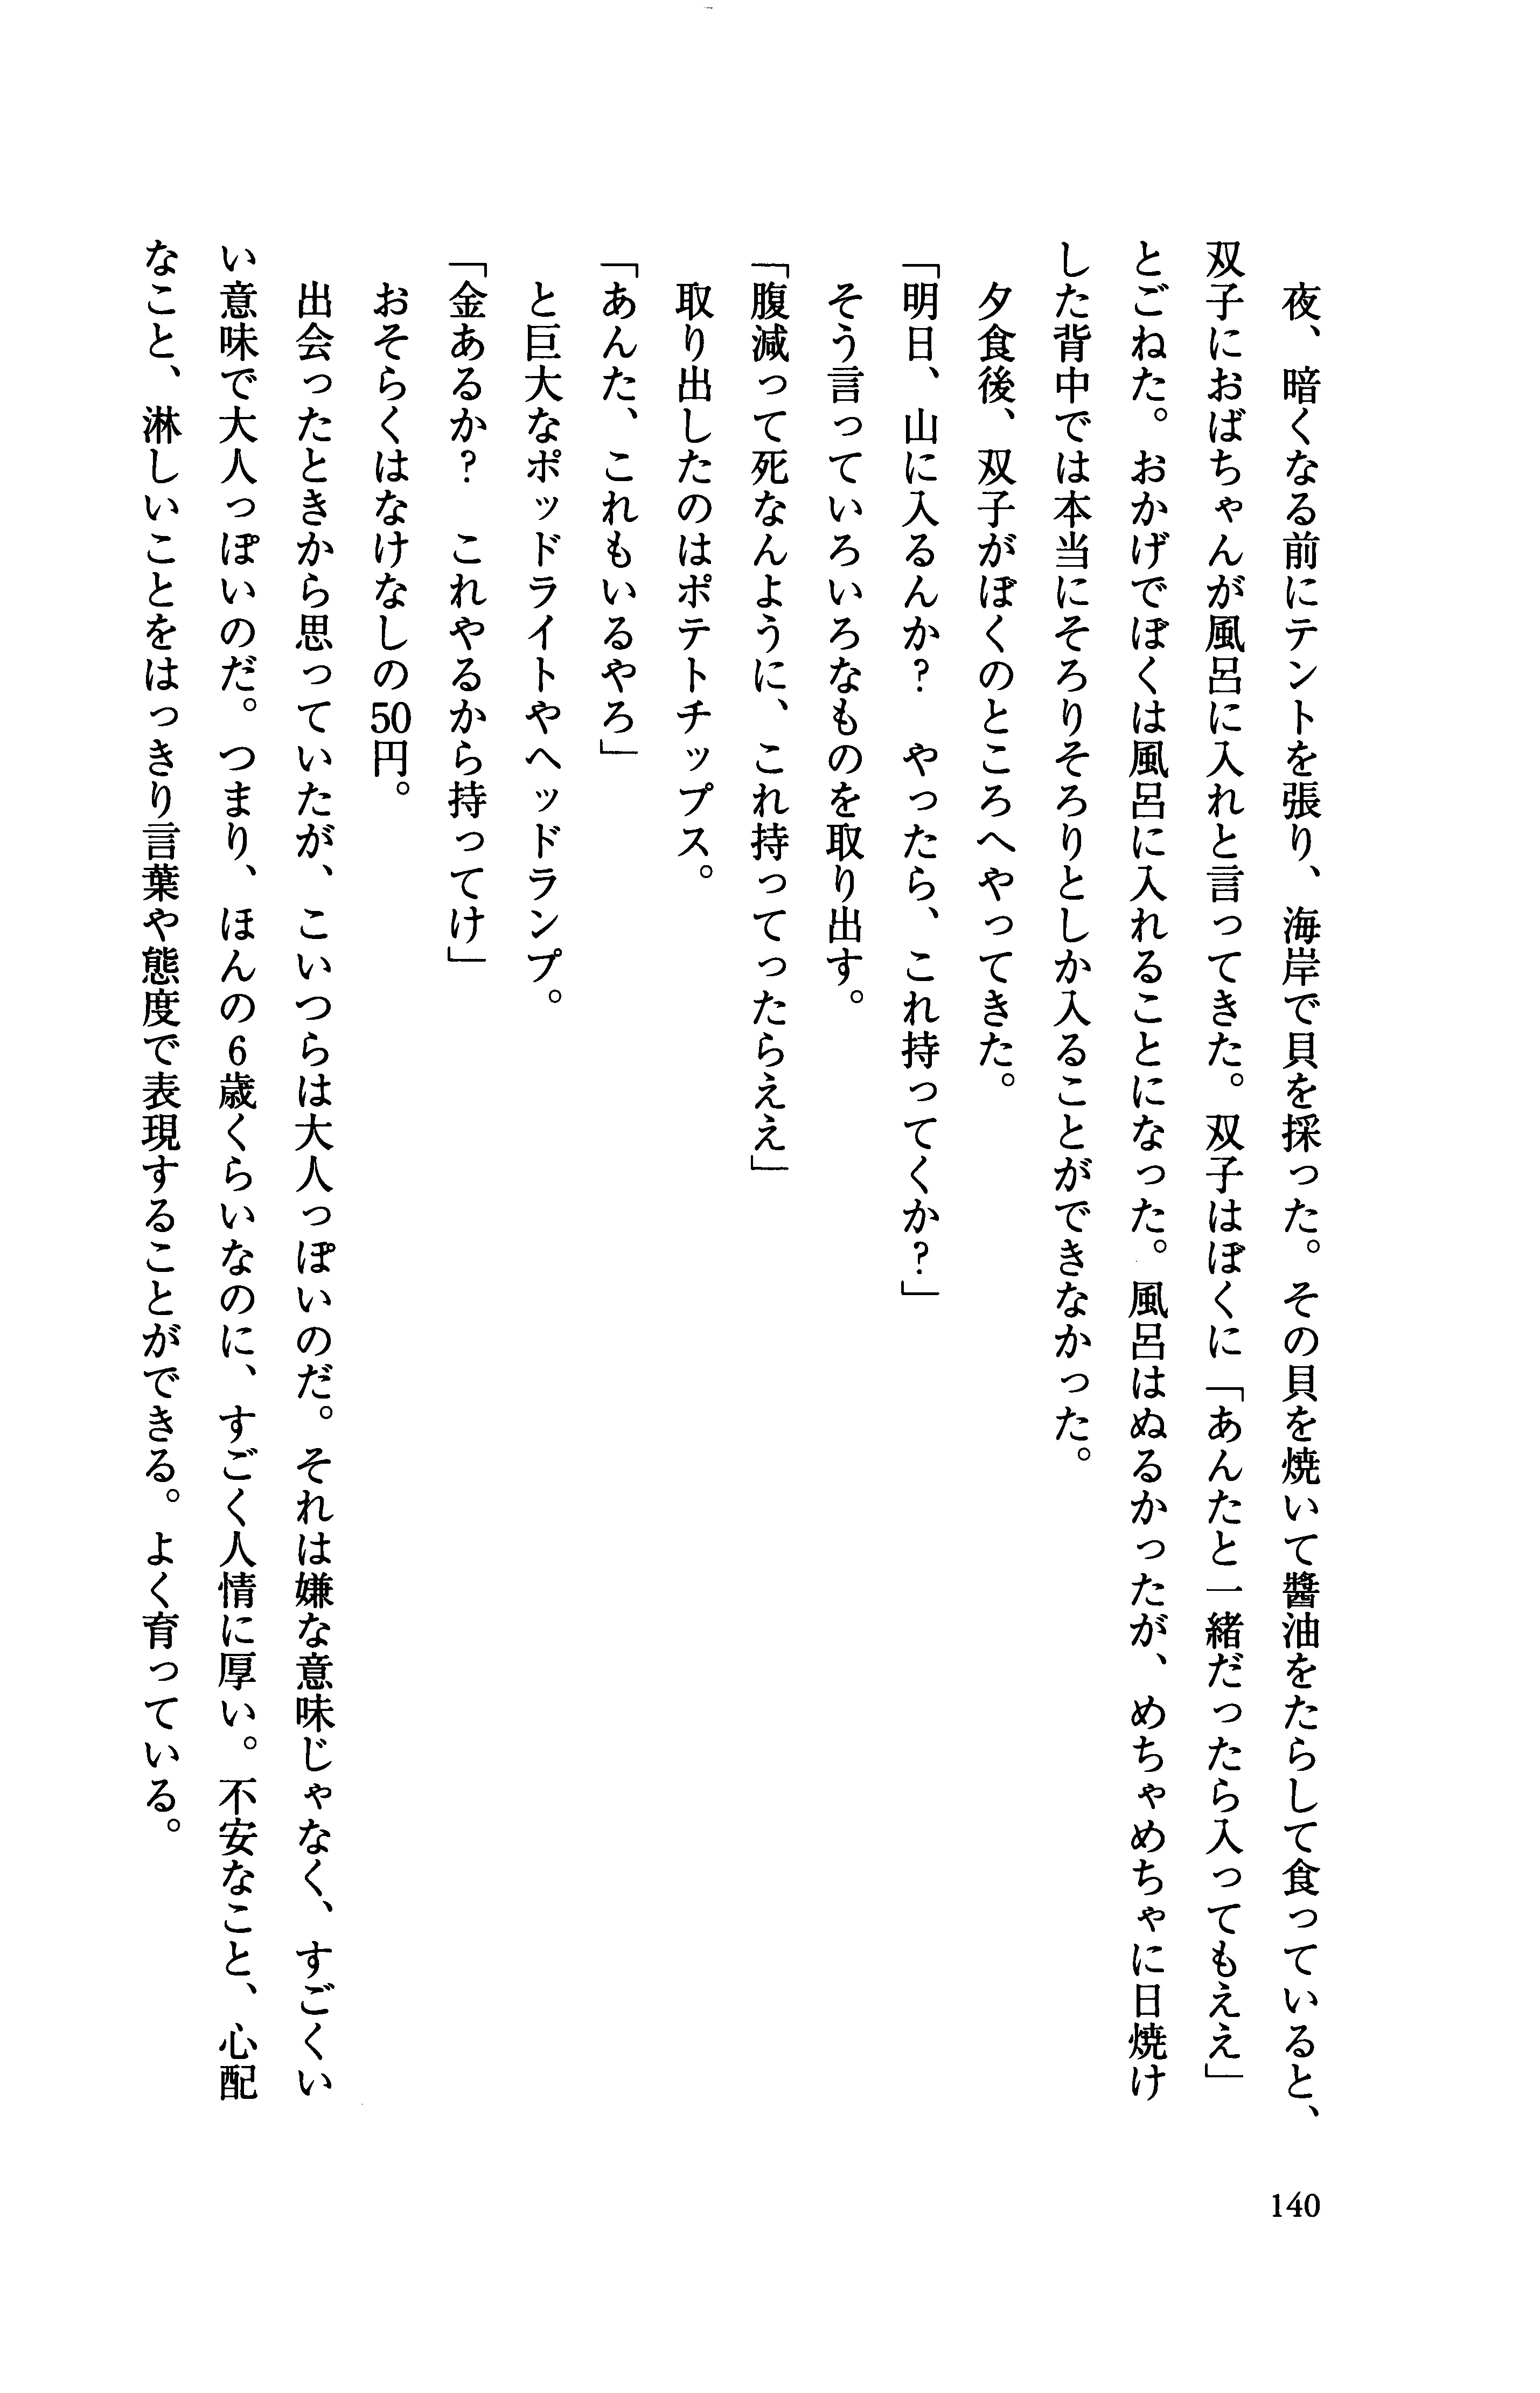 夜、暗くなる前にテントを張り、海岸で貝を採った。その貝を焼いて醬油をたらして食っていると、
双子におばちゃんが風呂に入れと言ってきた。双子はぼくに「あんたと一緒だったら入ってもええ」
とごねた。おかげでぼくは風呂に入れることになった。風呂はぬるかったが、めちゃめちゃに日焼け
した背中では本当にそろりそろりとしか入ることができなかった。
夕食後、双子がぼくのところへやってきた。
「明日、山に入るんか？　やったら、これ持ってくか？」
そう言っていろいろなものを取り出す。
「腹減って死なんように、これ持ってったらええ」
取り出したのはポテトチップス。
「あんた、これもいるやろ」
と巨大なポッドライトやヘッドランプ。
「金あるか？　これやるから持ってけ」
おそらくはなけなしの50円。
出会ったときから思っていたが、こいつらは大人っぽいのだ。それは嫌な意味じゃなく、すごくい
い意味で大人っぽいのだ。つまり、ほんの6歳くらいなのに、すごく人情に厚い。不安なこと、心配
なこと、淋しいことをはっきり言葉や態度で表現することができる。よく育っている。
140